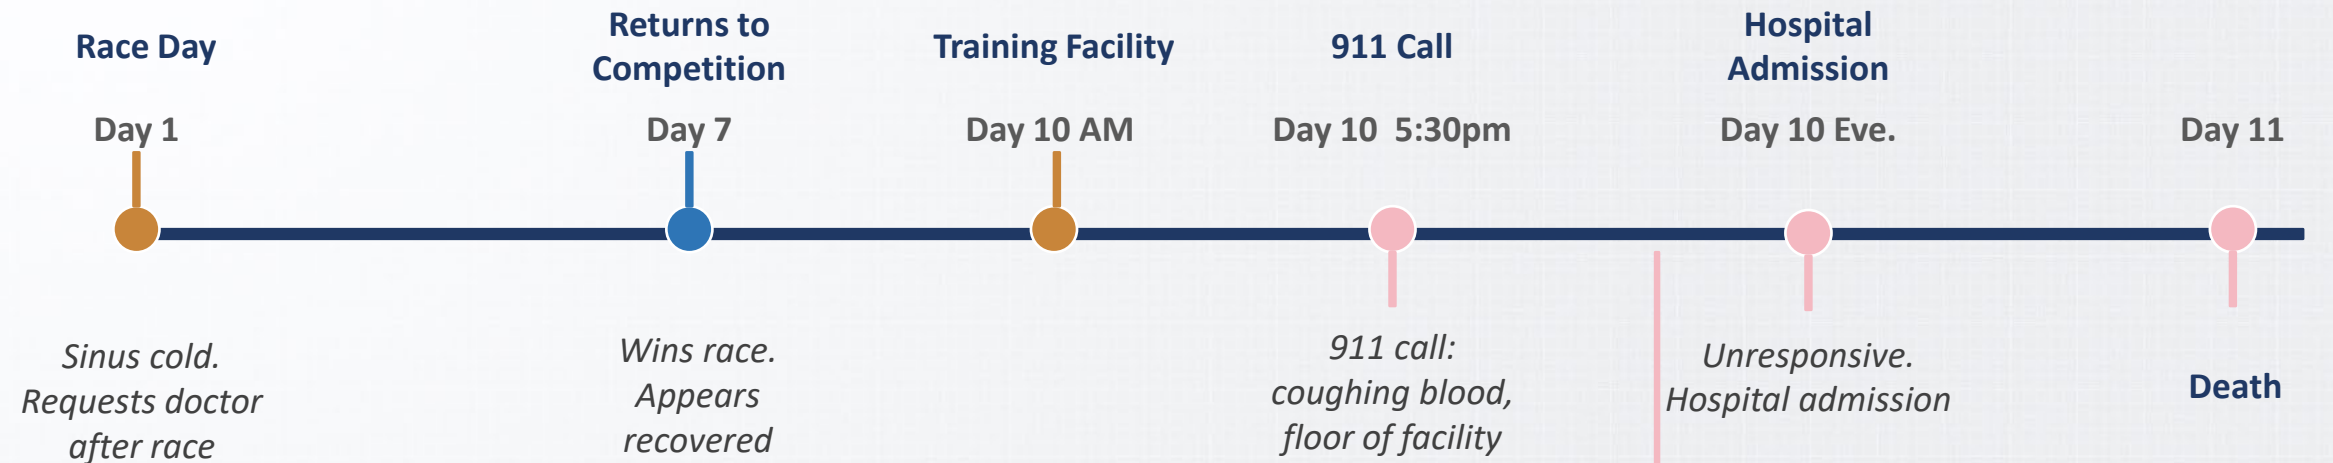 Race Day
Day 1
Sinus cold.
Requests doctor
after race
Returns to
Competition
Day 7
Wins race.
Appears
recovered
Training Facility
Day 10 AM
911 Call
Day 10  5:30pm
911 call:
coughing blood,
floor of facility
Hospital
Admission
Day 10 Eve.
Unresponsive.
Hospital admission
Day 11
Death